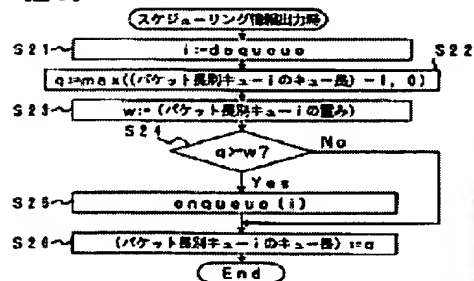 スケジューリング情報出力時
S21 i:=dequeue
S22
q:=max((パケット長別キューiのキュー長)-1, 0)
S23 w:=(パケット長別キューiの重み)
S24
q≥w? No
Yes
S25 enqueue(i)
S26 (パケット長別キューiのキュー長):=q
End